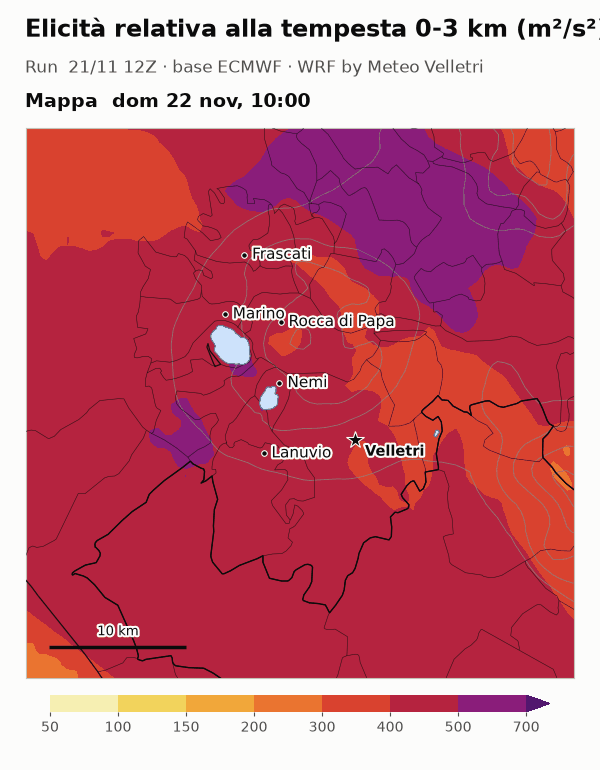 Elicità relativa alla tempesta 0-3 km (m²/s²)
Run 21/11 12Z · base ECMWF · WRF by Meteo Velletri
Mappa dom 22 nov, 10:00
Frascati
Marino
Rocca di Papa
Nemi
Velletri
Lanuvio
10 km
50 100 150 200 300 400 500 700